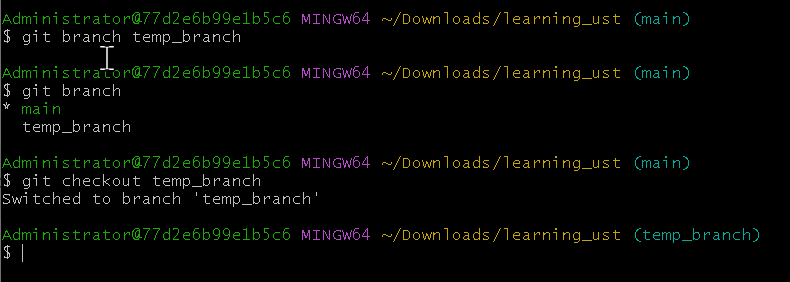 Administrator@77d2e6b99e1b5c6 MINGW64 ~/Downloads/learning_ust (main)
$ git branch temp_branch
Administrator@77d2e6b99e1b5c6 MINGW64 ~/Downloads/learning_ust (main)
$ git branch
* main
  temp_branch
Administrator@77d2e6b99e1b5c6 MINGW64 ~/Downloads/learning_ust (main)
$ git checkout temp_branch
Switched to branch 'temp_branch'
Administrator@77d2e6b99e1b5c6 MINGW64 ~/Downloads/learning_ust (temp_branch)
$